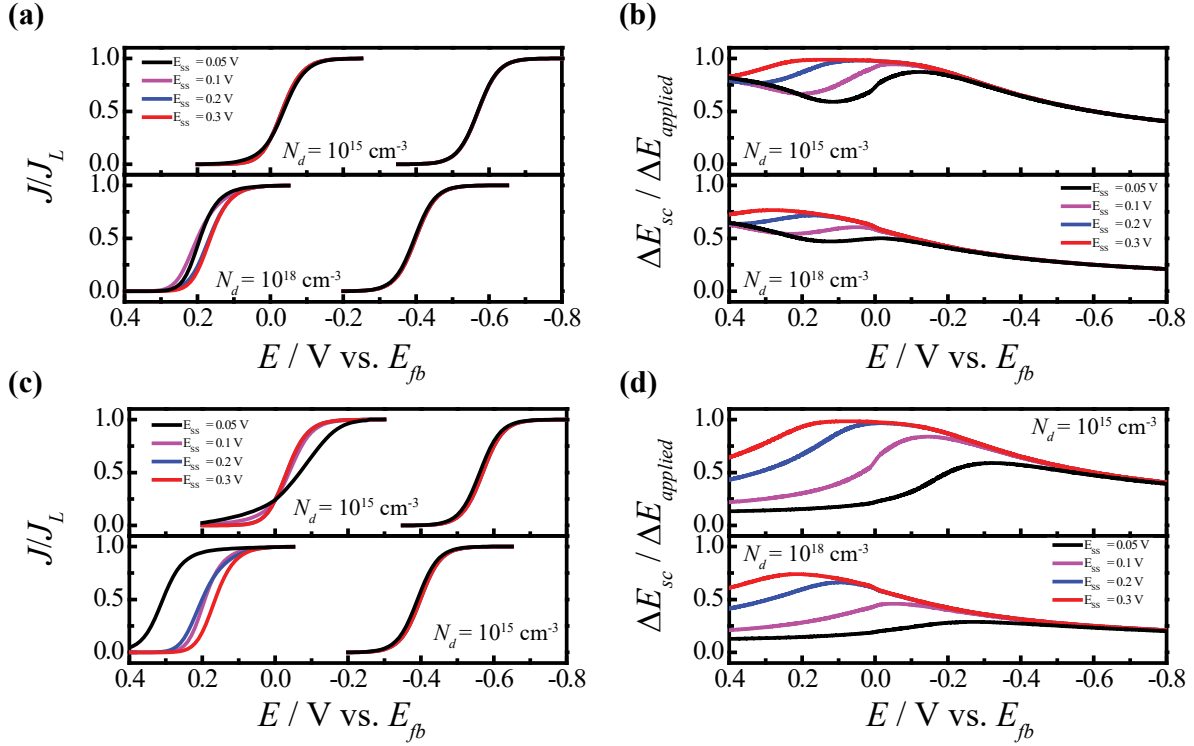 (a)
1.0
0.5
0.0
1.0
0.5
0.0
J/J_L
E_ss = 0.05 V
E_ss = 0.1 V
E_ss = 0.2 V
E_ss = 0.3 V
N_d = 10^15 cm^-3
N_d = 10^18 cm^-3
0.4 0.2 0.0 -0.2 -0.4 -0.6 -0.8
E / V vs. E_fb
(b)
1.0
0.5
0.0
1.0
0.5
0.0
ΔE_sc / ΔE_applied
N_d = 10^15 cm^-3
E_ss = 0.05 V
E_ss = 0.1 V
E_ss = 0.2 V
E_ss = 0.3 V
N_d = 10^18 cm^-3
0.4 0.2 0.0 -0.2 -0.4 -0.6 -0.8
E / V vs. E_fb
(c)
1.0
0.5
0.0
1.0
0.5
0.0
J/J_L
E_ss = 0.05 V
E_ss = 0.1 V
E_ss = 0.2 V
E_ss = 0.3 V
N_d = 10^15 cm^-3
N_d = 10^15 cm^-3
0.4 0.2 0.0 -0.2 -0.4 -0.6 -0.8
E / V vs. E_fb
(d)
1.0
0.5
0.0
1.0
0.5
0.0
ΔE_sc / ΔE_applied
N_d = 10^15 cm^-3
N_d = 10^18 cm^-3
E_ss = 0.05 V
E_ss = 0.1 V
E_ss = 0.2 V
E_ss = 0.3 V
0.4 0.2 0.0 -0.2 -0.4 -0.6 -0.8
E / V vs. E_fb